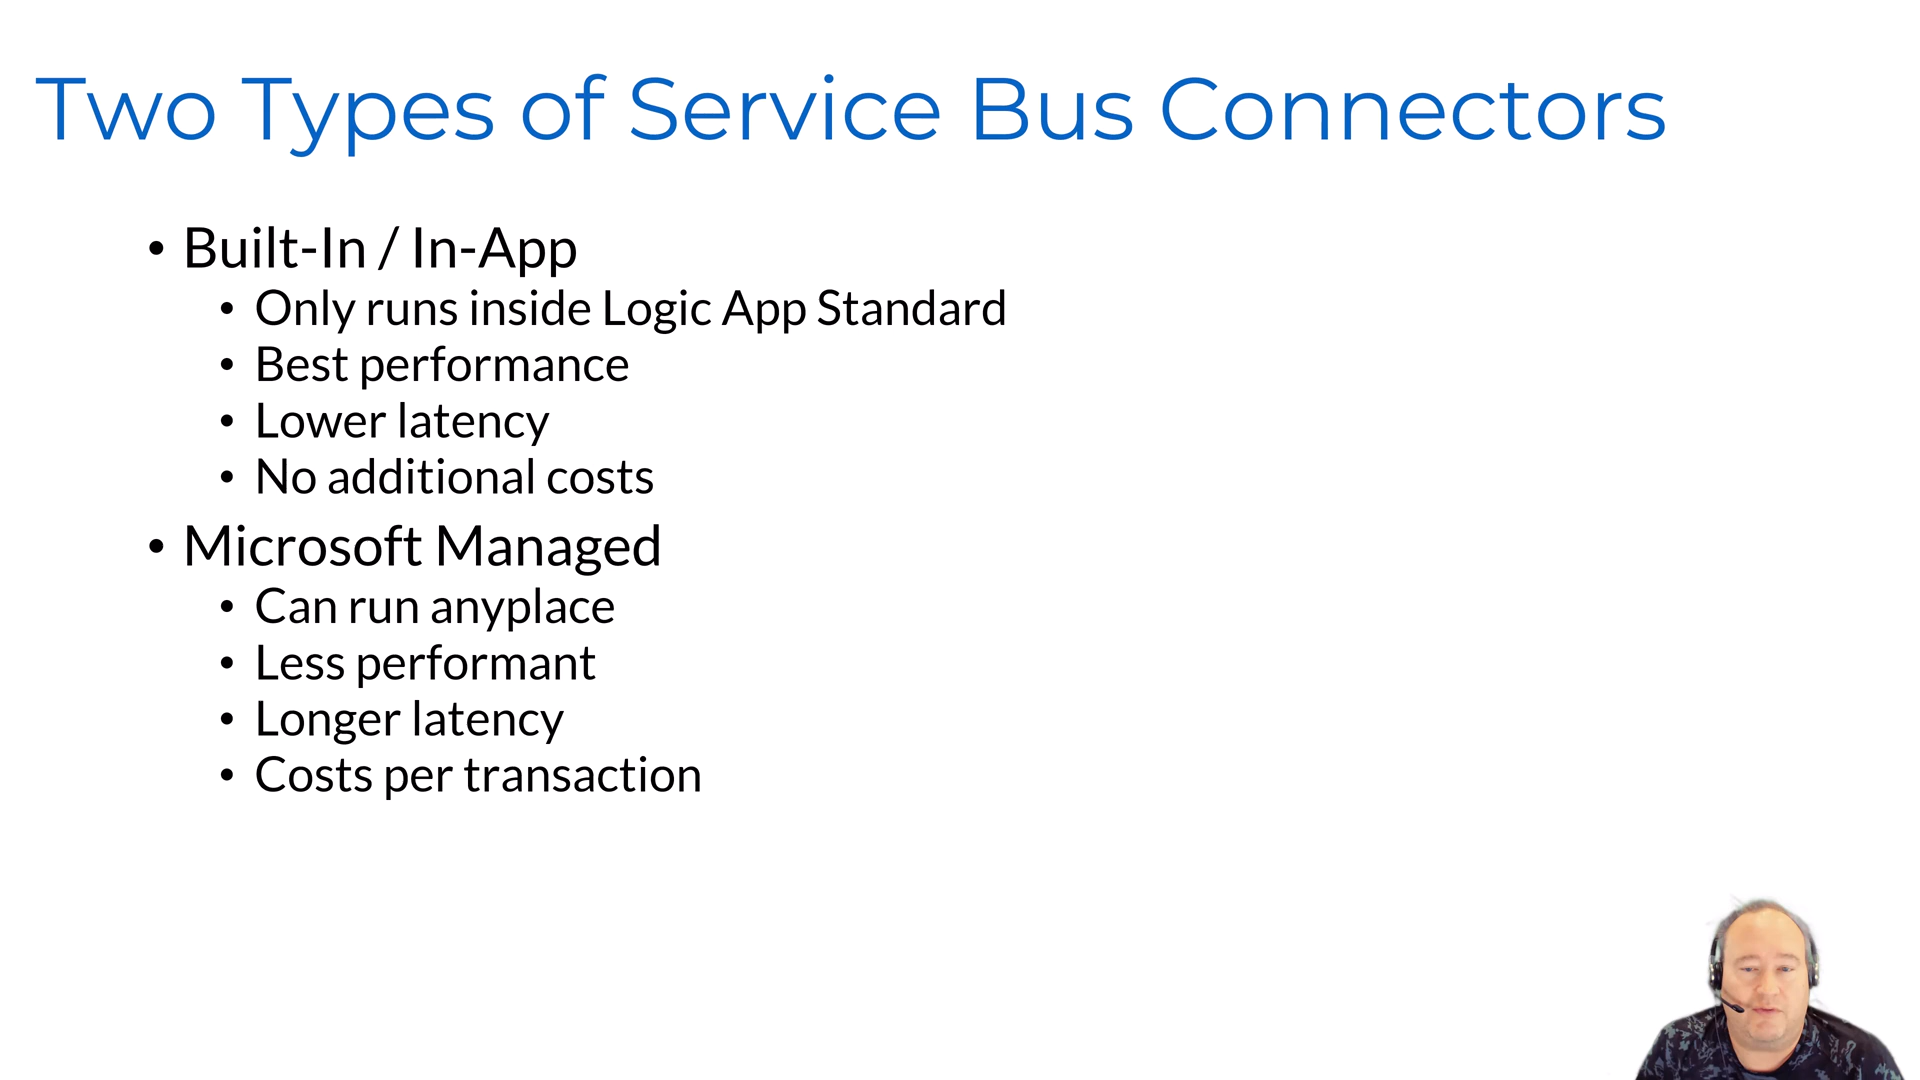 Two Types of Service Bus Connectors
• Built-In / In-App
• Only runs inside Logic App Standard
• Best performance
• Lower latency
• No additional costs
• Microsoft Managed
• Can run anyplace
• Less performant
• Longer latency
• Costs per transaction